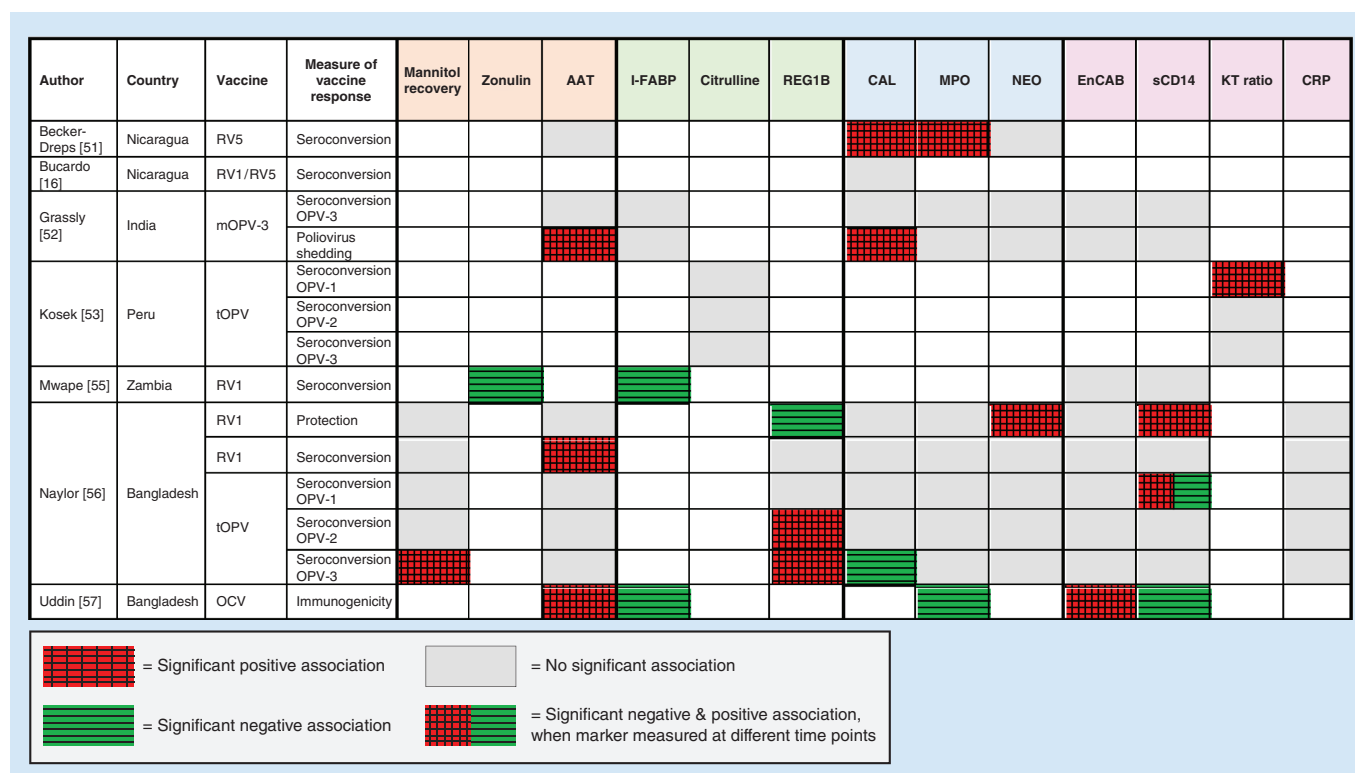 Author Country Vaccine Measure of vaccine response Mannitol recovery Zonulin AAT I-FABP Citrulline REG1B CAL MPO NEO EnCAB sCD14 KT ratio CRP
Becker-Dreps [51] Nicaragua RV5 Seroconversion
Bucardo [16] Nicaragua RV1/RV5 Seroconversion
Grassly [52] India mOPV-3 Seroconversion OPV-3
Poliovirus shedding
Kosek [53] Peru tOPV Seroconversion OPV-1
Seroconversion OPV-2
Seroconversion OPV-3
Mwape [55] Zambia RV1 Seroconversion
Naylor [56] Bangladesh RV1 Protection
RV1 Seroconversion
tOPV Seroconversion OPV-1
Seroconversion OPV-2
Seroconversion OPV-3
Uddin [57] Bangladesh OCV Immunogenicity
= Significant positive association
= No significant association
= Significant negative association
= Significant negative & positive association,
when marker measured at different time points